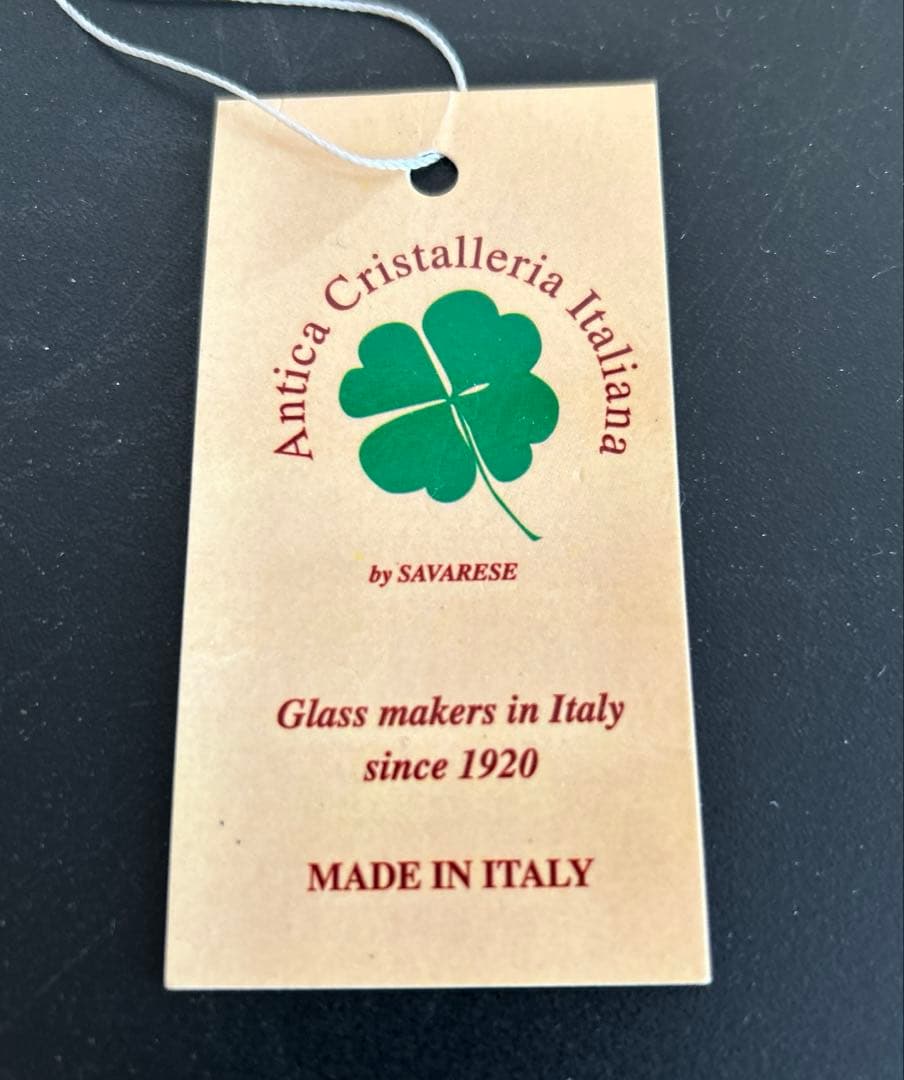 Antica Cristalleria Italiana
by SAVARESE
Glass makers in Italy
since 1920
MADE IN ITALY